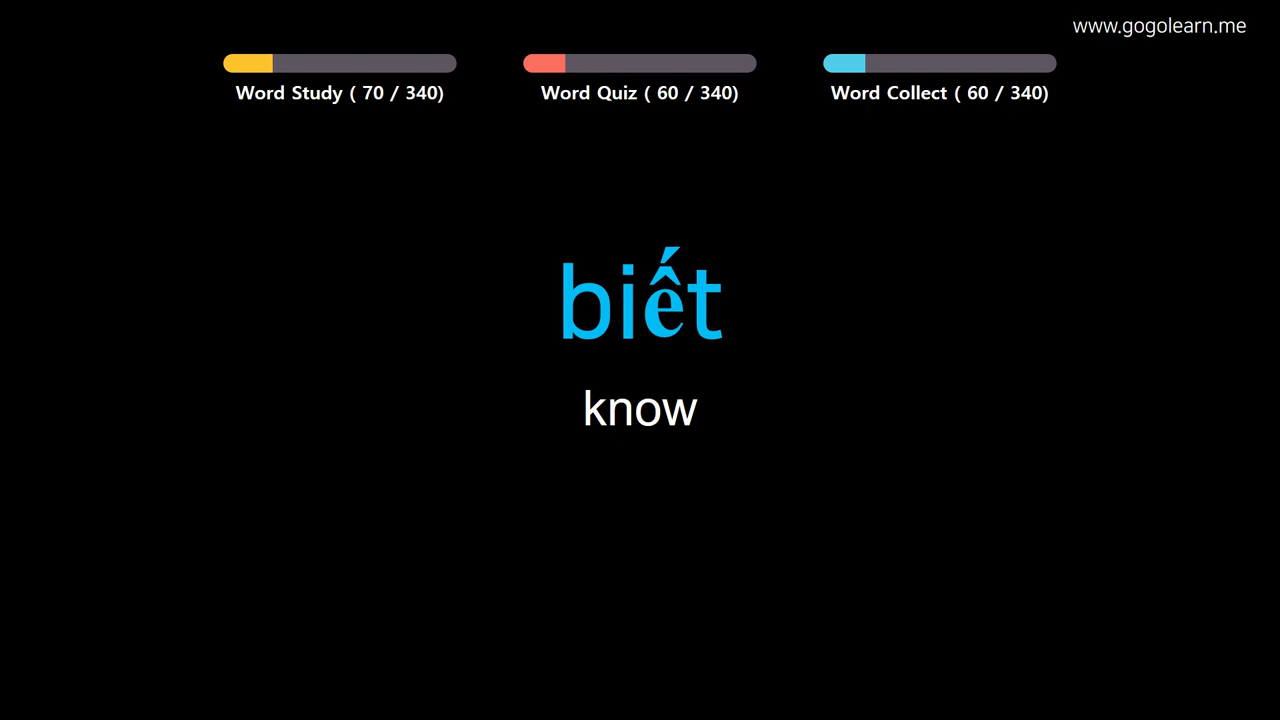 www.gogolearn.me
Word Study ( 70 / 340)
Word Quiz ( 60 / 340)
Word Collect ( 60 / 340)
biết
know